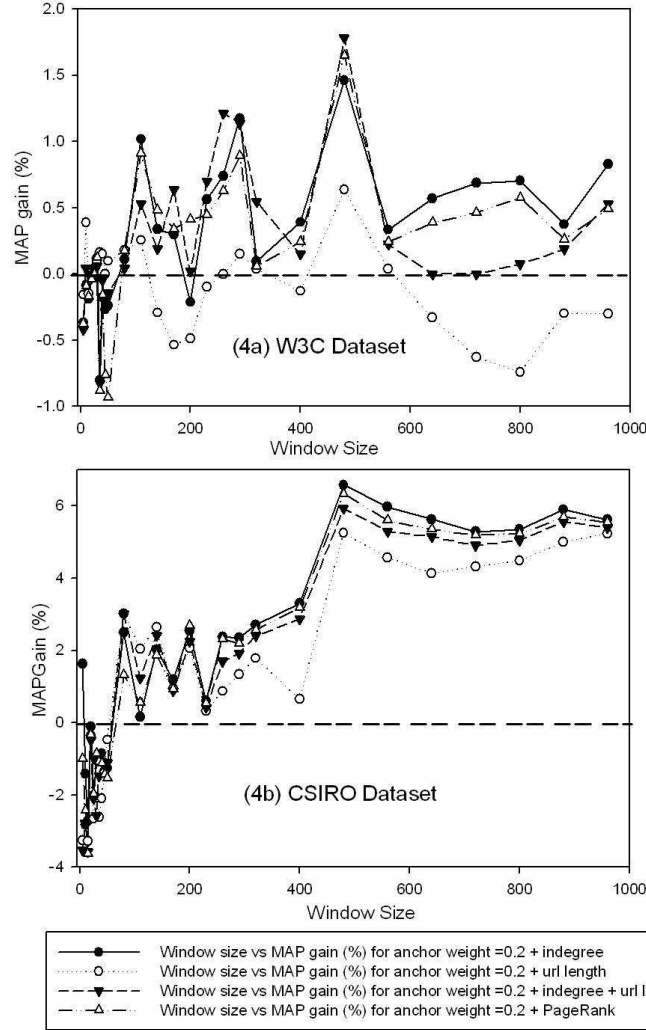 2.0
1.5
1.0
0.5
0.0
-0.5
-1.0
MAP gain (%)
(4a) W3C Dataset
0 200 400 600 800 1000
Window Size
6
4
2
0
-2
-4
MAPGain (%)
(4b) CSIRO Dataset
0 200 400 600 800 1000
Window Size
Window size vs MAP gain (%) for anchor weight =0.2 + indegree
Window size vs MAP gain (%) for anchor weight =0.2 + url length
Window size vs MAP gain (%) for anchor weight =0.2 + indegree + url l
Window size vs MAP gain (%) for anchor weight =0.2 + PageRank